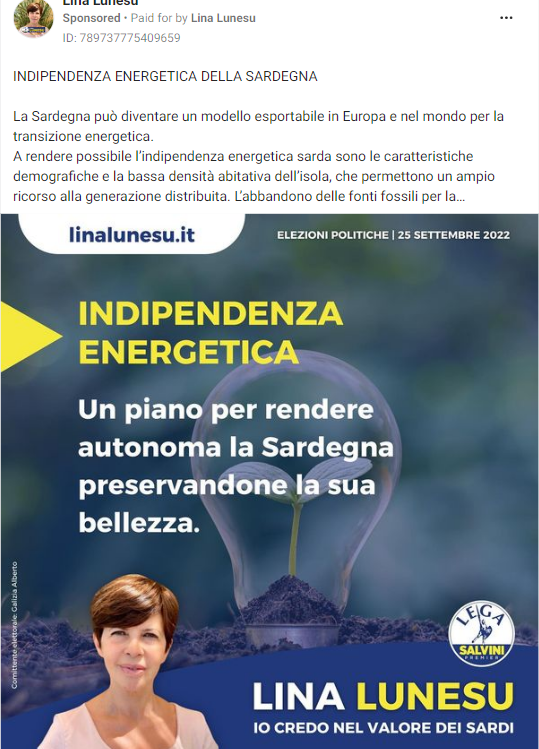 Lina Lunesu
Sponsored • Paid for by Lina Lunesu
ID: 789737775409659
INDIPENDENZA ENERGETICA DELLA SARDEGNA
La Sardegna può diventare un modello esportabile in Europa e nel mondo per la
transizione energetica.
A rendere possibile l'indipendenza energetica sarda sono le caratteristiche
demografiche e la bassa densità abitativa dell'isola, che permettono un ampio
ricorso alla generazione distribuita. L'abbandono delle fonti fossili per la...
linalunesu.it
ELEZIONI POLITICHE | 25 SETTEMBRE 2022
INDIPENDENZA
ENERGETICA
Un piano per rendere
autonoma la Sardegna
preservandone la sua
bellezza.
Comittente elettorale: Galizia Alberto
LEGA
SALVINI
PREMIER
LINA LUNESU
IO CREDO NEL VALORE DEI SARDI